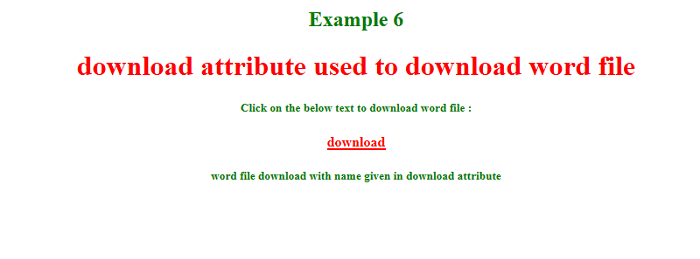 Example 6
download attribute used to download word file
Click on the below text to download word file :
download
word file download with name given in download attribute